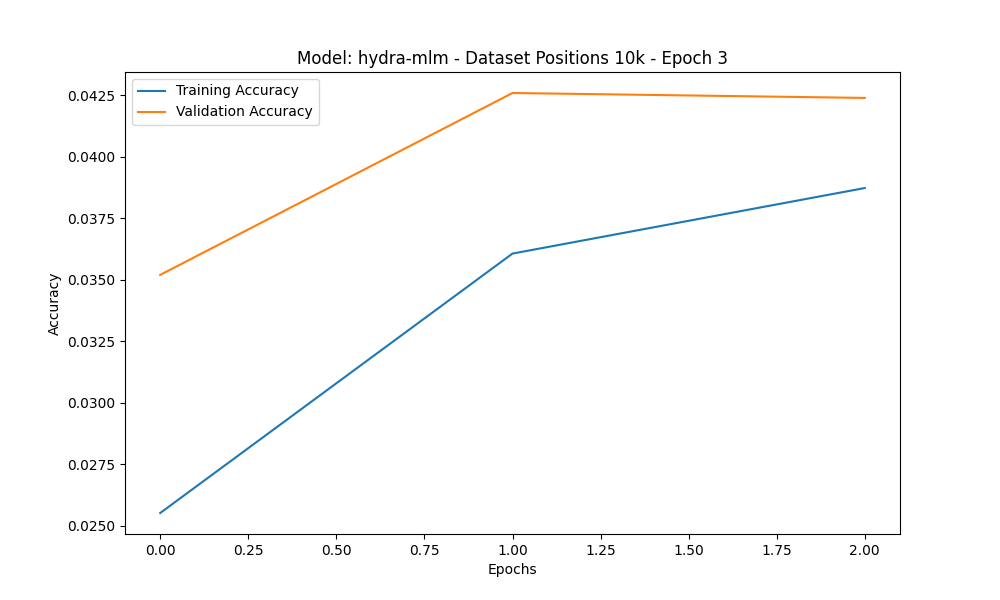 Model: hydra-mlm - Dataset Positions 10k - Epoch 3
Training Accuracy
Validation Accuracy
Accuracy
0.0425
0.0400
0.0375
0.0350
0.0325
0.0300
0.0275
0.0250
0.00 0.25 0.50 0.75 1.00 1.25 1.50 1.75 2.00
Epochs